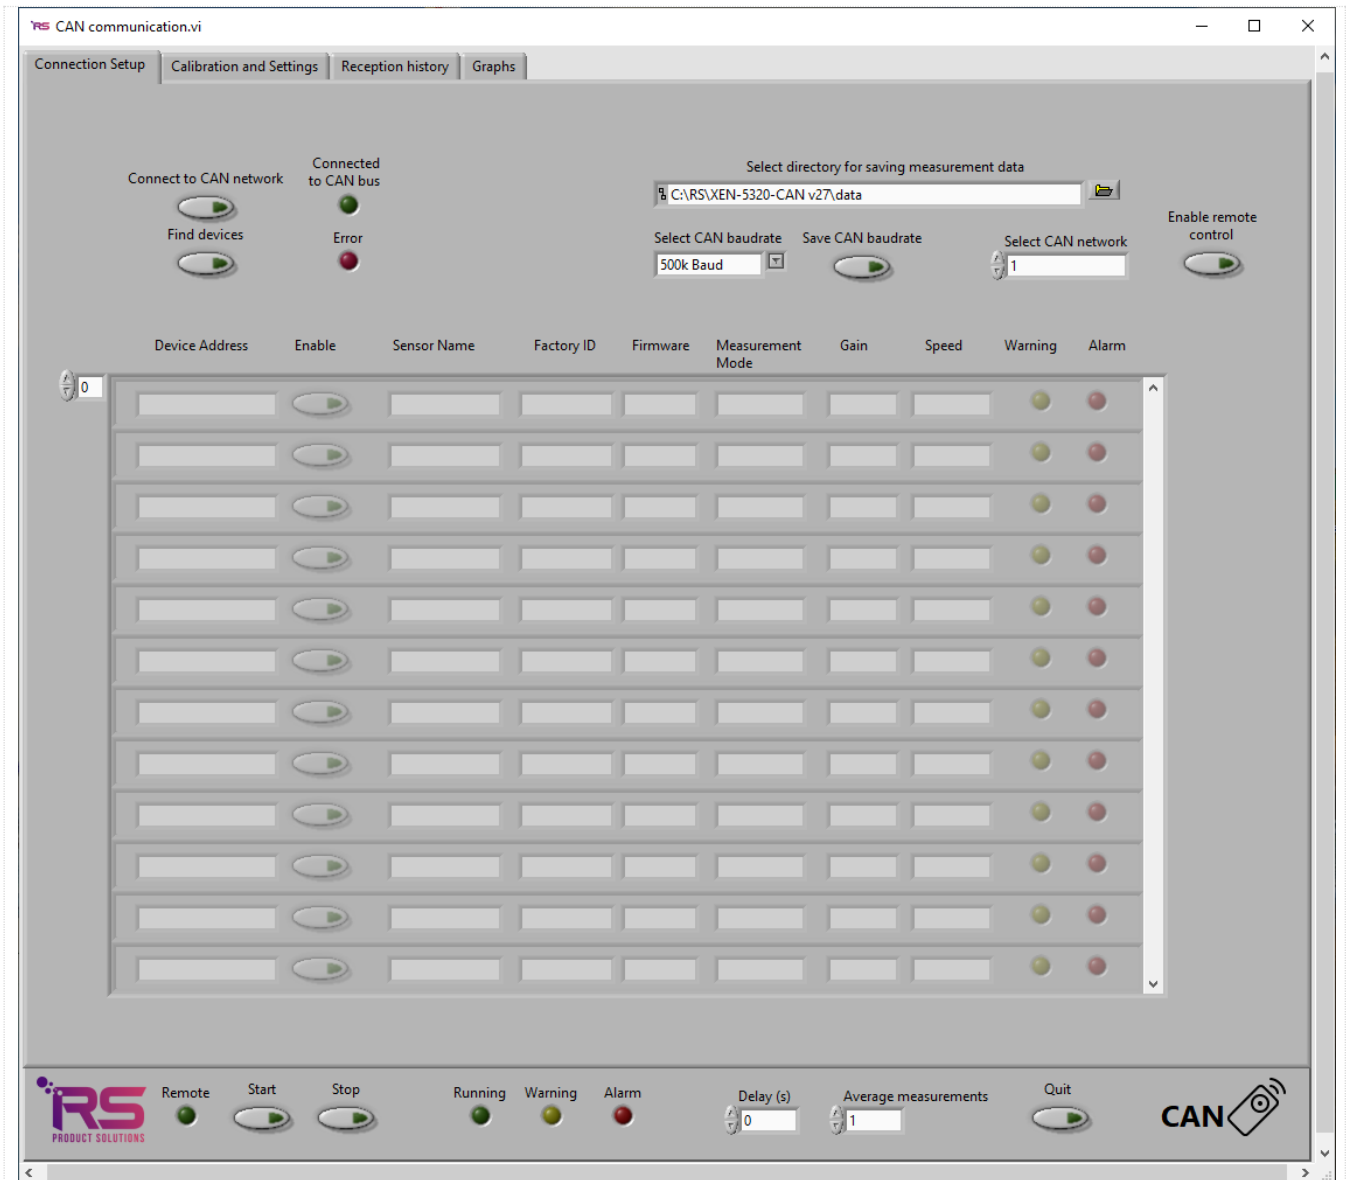 RS CAN communication.vi
Connection Setup Calibration and Settings Reception history Graphs
Connect to CAN network
Connected
to CAN bus
Find devices
Error
Select directory for saving measurement data
C:\RS\XEN-5320-CAN v27\data
Select CAN baudrate Save CAN baudrate Select CAN network
500k Baud
1
Enable remote
control
Device Address Enable Sensor Name Factory ID Firmware Measurement
Mode Gain Speed Warning Alarm
0
RS
PRODUCT SOLUTIONS
Remote Start Stop Running Warning Alarm
Delay (s)
0
Average measurements
1
Quit
CAN